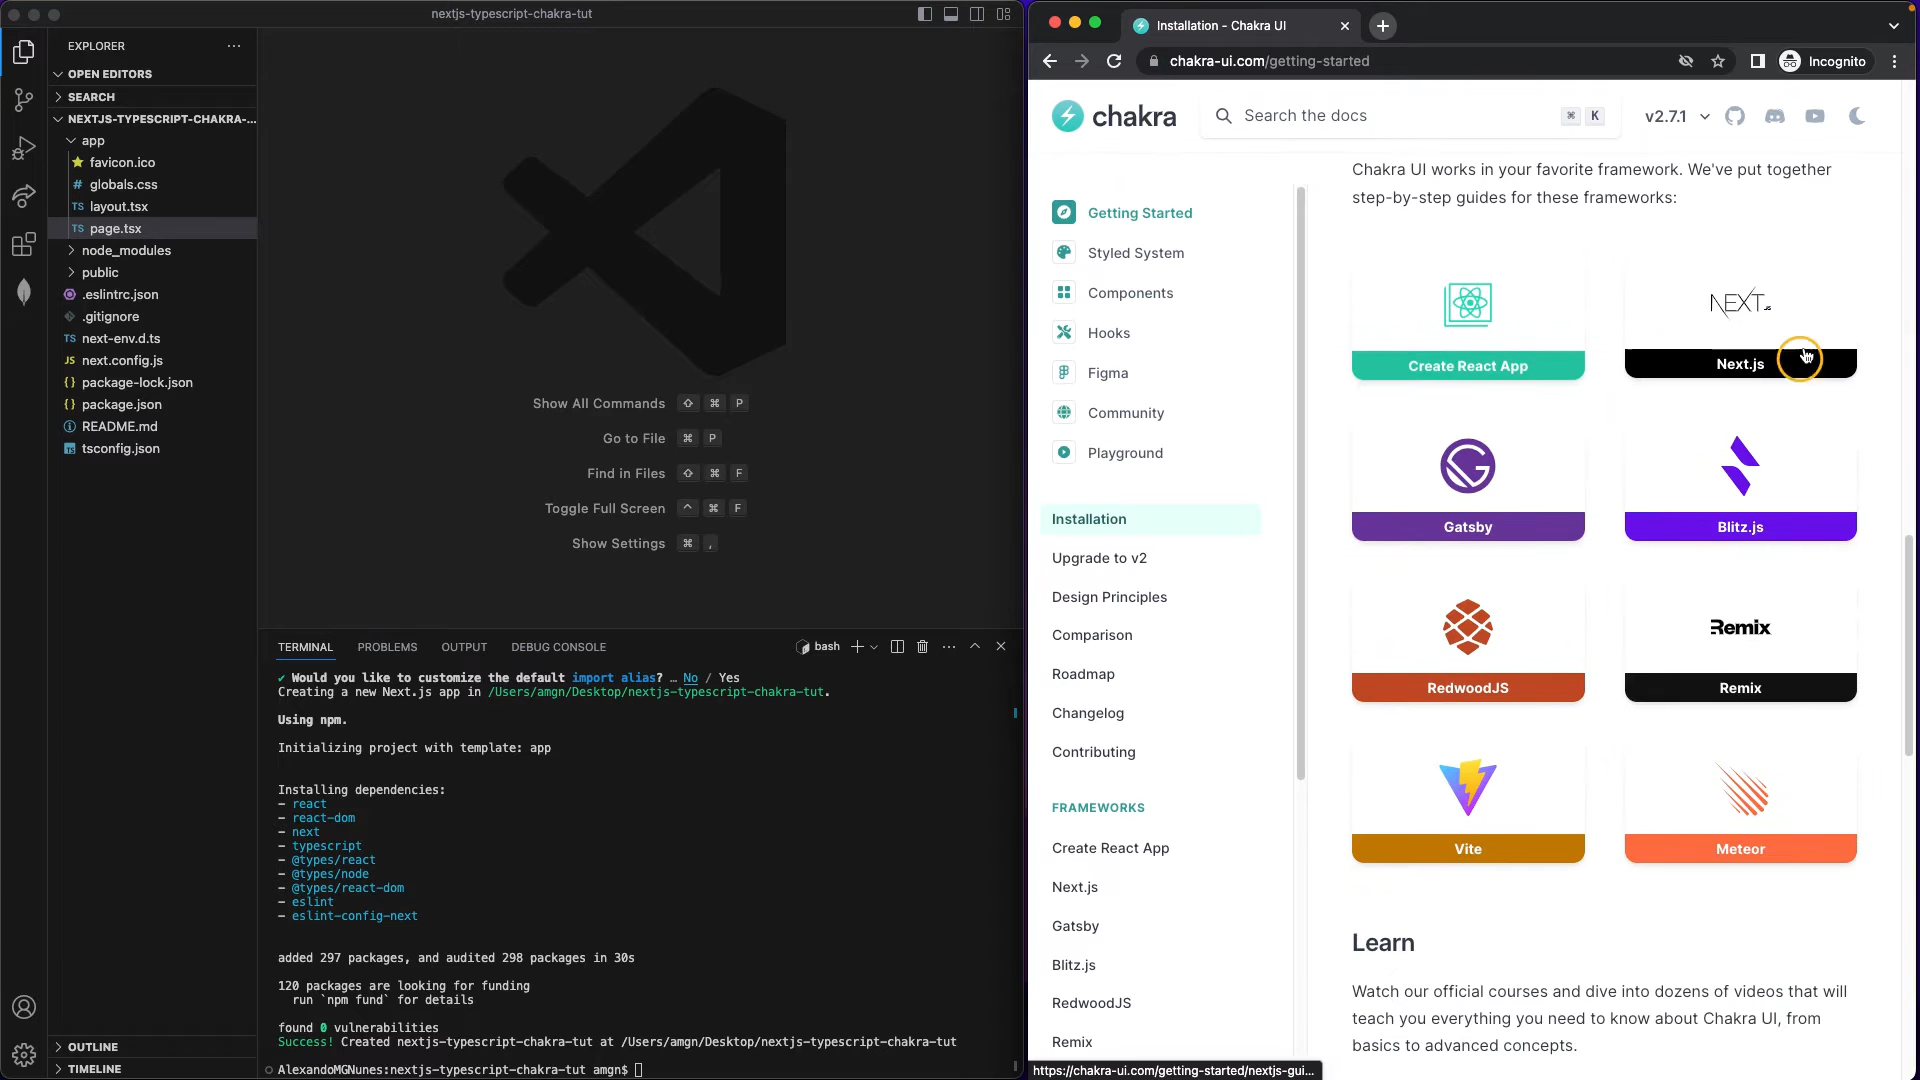 nextjs-typescript-chakra-tut
EXPLORER
OPEN EDITORS
SEARCH
NEXTJS-TYPESCRIPT-CHAKRA-...
app
favicon.ico
globals.css
layout.tsx
page.tsx
node_modules
public
.eslintrc.json
.gitignore
next-env.d.ts
next.config.js
package-lock.json
package.json
README.md
tsconfig.json
OUTLINE
TIMELINE
Show All Commands ⇧ ⌘ P
Go to File ⌘ P
Find in Files ⇧ ⌘ F
Toggle Full Screen ^ ⌘ F
Show Settings ⌘ ,
TERMINAL PROBLEMS OUTPUT DEBUG CONSOLE bash
✔ Would you like to customize the default import alias? … No / Yes
Creating a new Next.js app in /Users/amgn/Desktop/nextjs-typescript-chakra-tut.
Using npm.
Initializing project with template: app
Installing dependencies:
- react
- react-dom
- next
- typescript
- @types/react
- @types/node
- @types/react-dom
- eslint
- eslint-config-next
added 297 packages, and audited 298 packages in 30s
120 packages are looking for funding
run `npm fund` for details
found 0 vulnerabilities
Success! Created nextjs-typescript-chakra-tut at /Users/amgn/Desktop/nextjs-typescript-chakra-tut
AlexandoMGNunes:nextjs-typescript-chakra-tut amgn$
Installation - Chakra UI
chakra-ui.com/getting-started
Incognito
chakra
Search the docs
⌘ K
v2.7.1
Getting Started
Styled System
Components
Hooks
Figma
Community
Playground
Installation
Upgrade to v2
Design Principles
Comparison
Roadmap
Changelog
Contributing
FRAMEWORKS
Create React App
Next.js
Gatsby
Blitz.js
RedwoodJS
Remix
Chakra UI works in your favorite framework. We've put together
step-by-step guides for these frameworks:
NEXT.JS
Create React App
Next.js
Gatsby
Blitz.js
Remix
RedwoodJS
Remix
Vite
Meteor
Learn
Watch our official courses and dive into dozens of videos that will
teach you everything you need to know about Chakra UI, from
basics to advanced concepts.
https://chakra-ui.com/getting-started/nextjs-gui...